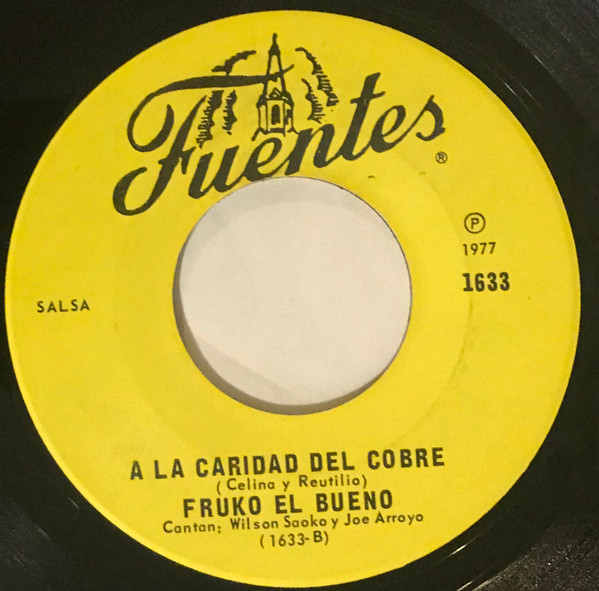 Fuentes ®
℗
1977
1633
SALSA
A LA CARIDAD DEL COBRE
(Celina y Reutilio)
FRUKO EL BUENO
Cantan: Wilson Saoko y Joe Arroyo
(1633-B)